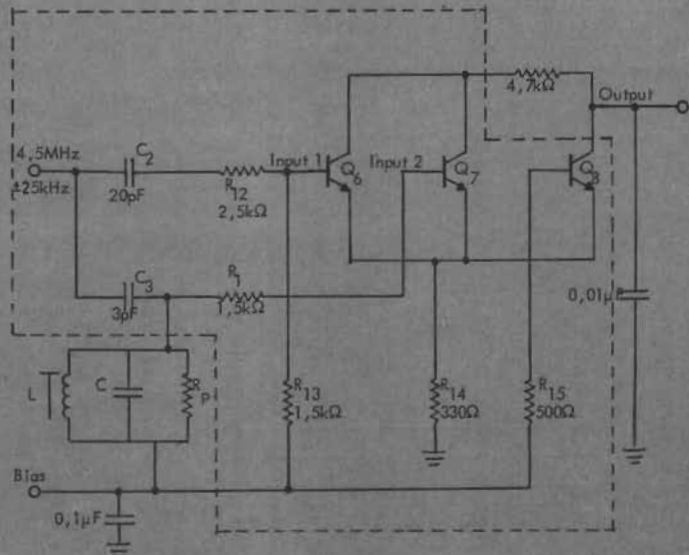 4,7kΩ
Output
4,5MHz
±25kHz
C2
20pF
R12
2,5kΩ
Input 1
Q6
Input 2
Q7
Q8
C3
3pF
R1
1,5kΩ
0,01µF
L
C
Rp
R13
1,5kΩ
R14
330Ω
R15
500Ω
Bias
0,1µF